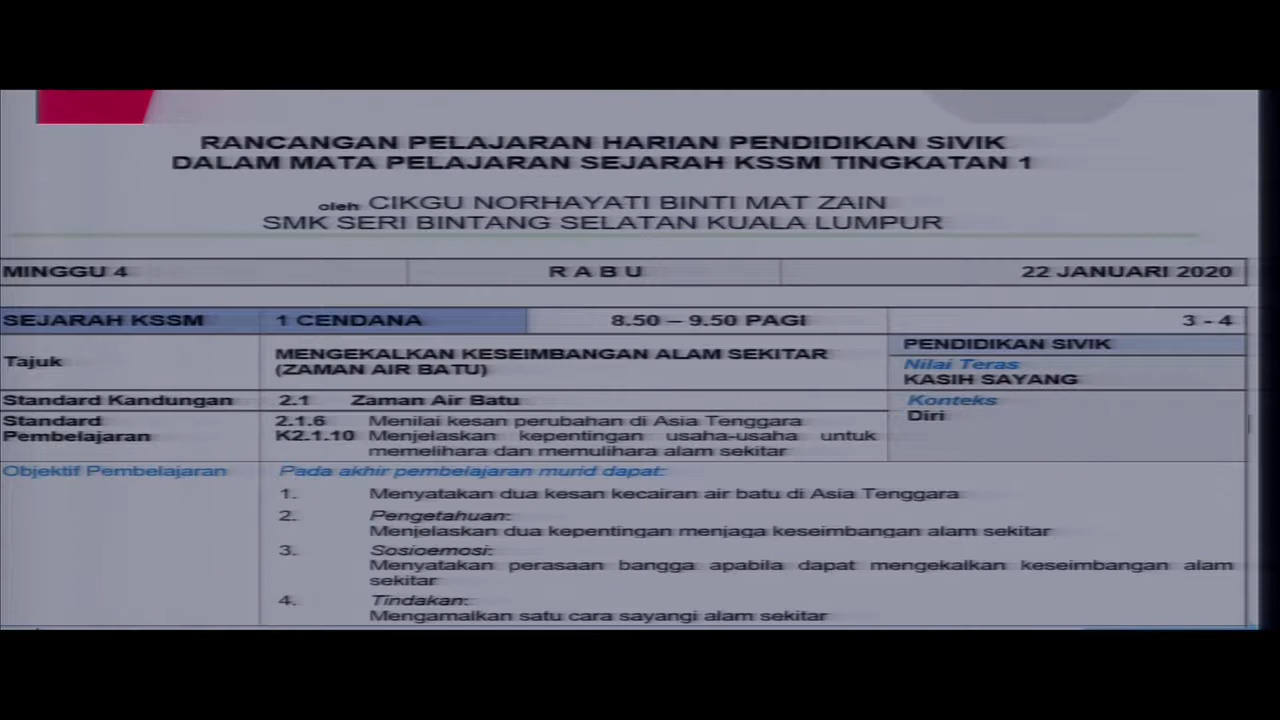 RANCANGAN PELAJARAN HARIAN PENDIDIKAN SIVIK
DALAM MATA PELAJARAN SEJARAH KSSM TINGKATAN 1
oleh CIKGU NORHAYATI BINTI MAT ZAIN
SMK SERI BINTANG SELATAN KUALA LUMPUR
MINGGU 4 R A B U 22 JANUARI 2020
SEJARAH KSSM 1 CENDANA 8.50 – 9.50 PAGI 3 - 4
Tajuk
MENGEKALKAN KESEIMBANGAN ALAM SEKITAR
(ZAMAN AIR BATU)
PENDIDIKAN SIVIK
Nilai Teras
KASIH SAYANG
Standard Kandungan 2.1 Zaman Air Batu
Konteks
Diri
Standard
Pembelajaran
2.1.6 Menilai kesan perubahan di Asia Tenggara
K2.1.10 Menjelaskan kepentingan usaha-usaha untuk
memelihara dan memulihara alam sekitar
Objektif Pembelajaran Pada akhir pembelajaran murid dapat:
1. Menyatakan dua kesan kecairan air batu di Asia Tenggara
2. Pengetahuan:
Menjelaskan dua kepentingan menjaga keseimbangan alam sekitar
3. Sosioemosi:
Menyatakan perasaan bangga apabila dapat mengekalkan keseimbangan alam
sekitar
4. Tindakan:
Mengamalkan satu cara sayangi alam sekitar